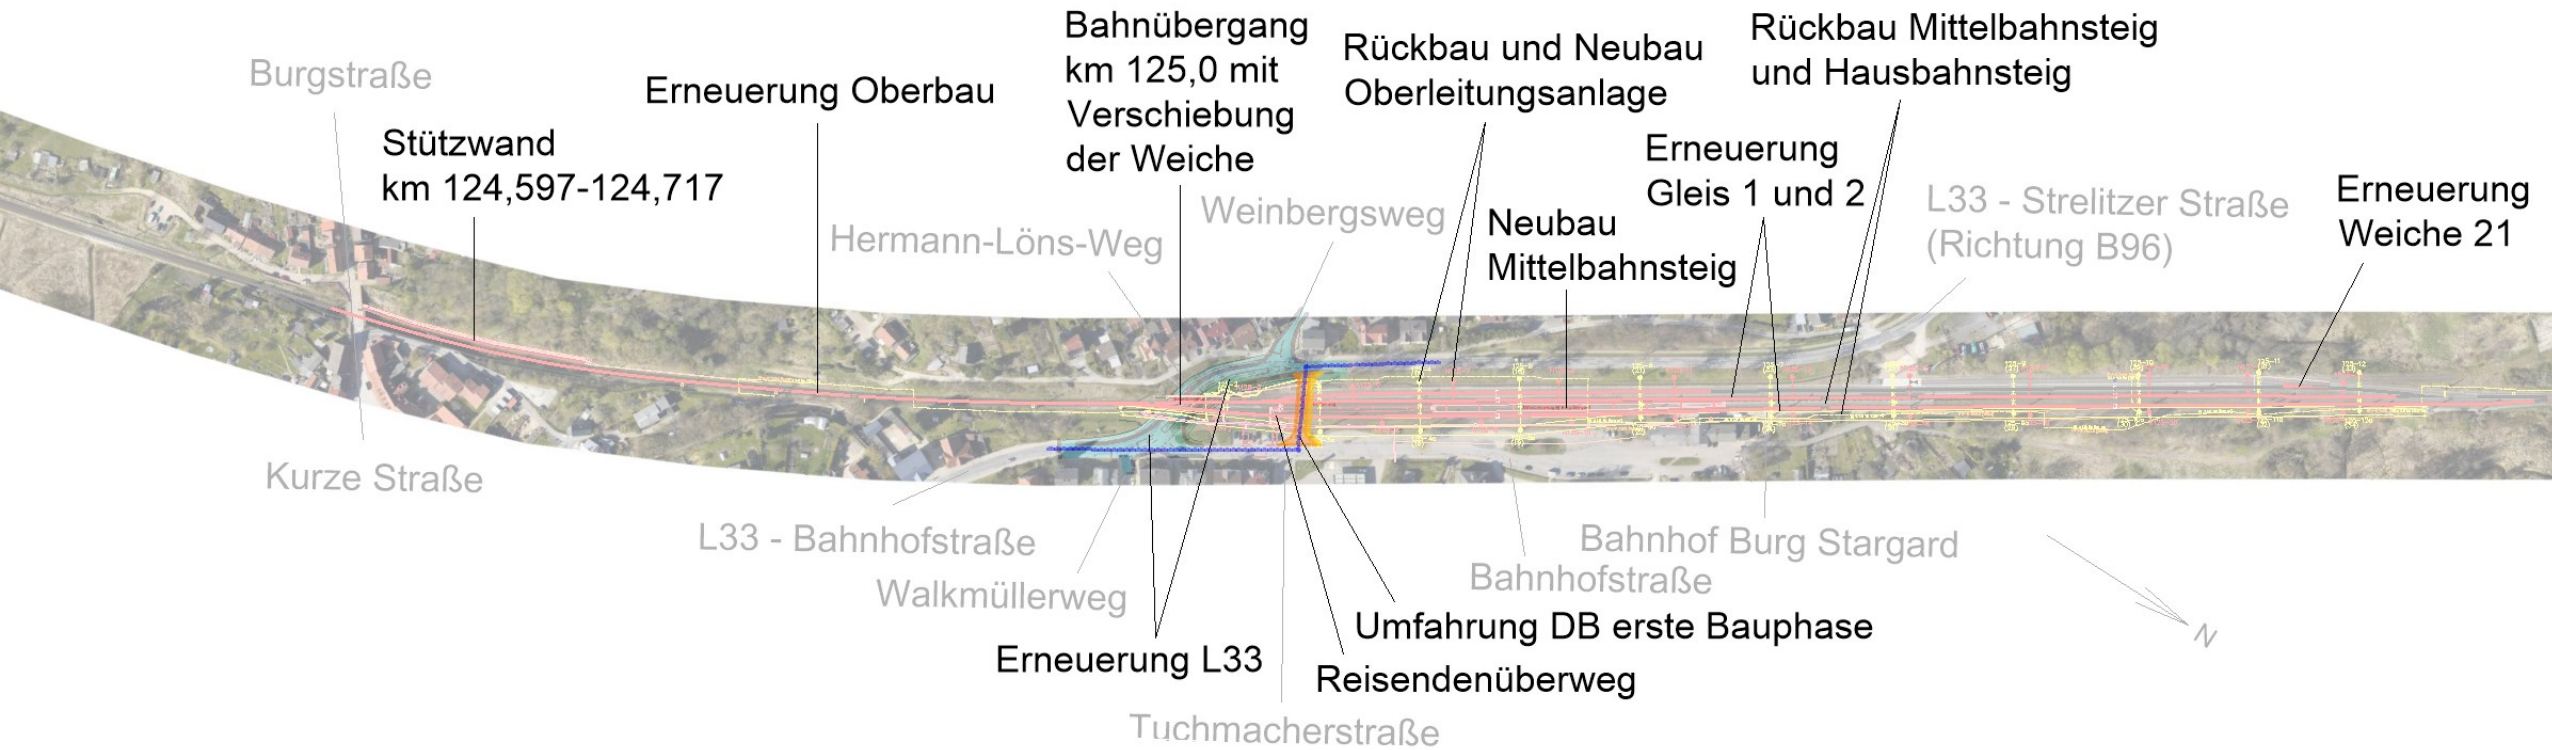 Burgstraße
Stützwand
km 124,597-124,717
Erneuerung Oberbau
Bahnübergang
km 125,0 mit
Verschiebung
der Weiche
Rückbau und Neubau
Oberleitungsanlage
Rückbau Mittelbahnsteig
und Hausbahnsteig
Erneuerung
Gleis 1 und 2
Hermann-Löns-Weg
Weinbergsweg
Neubau
Mittelbahnsteig
L33 - Strelitzer Straße
(Richtung B96)
Erneuerung
Weiche 21
Kurze Straße
L33 - Bahnhofstraße
Walkmüllerweg
Erneuerung L33
Tuchmacherstraße
Reisendenüberweg
Umfahrung DB erste Bauphase
Bahnhofstraße
Bahnhof Burg Stargard
N